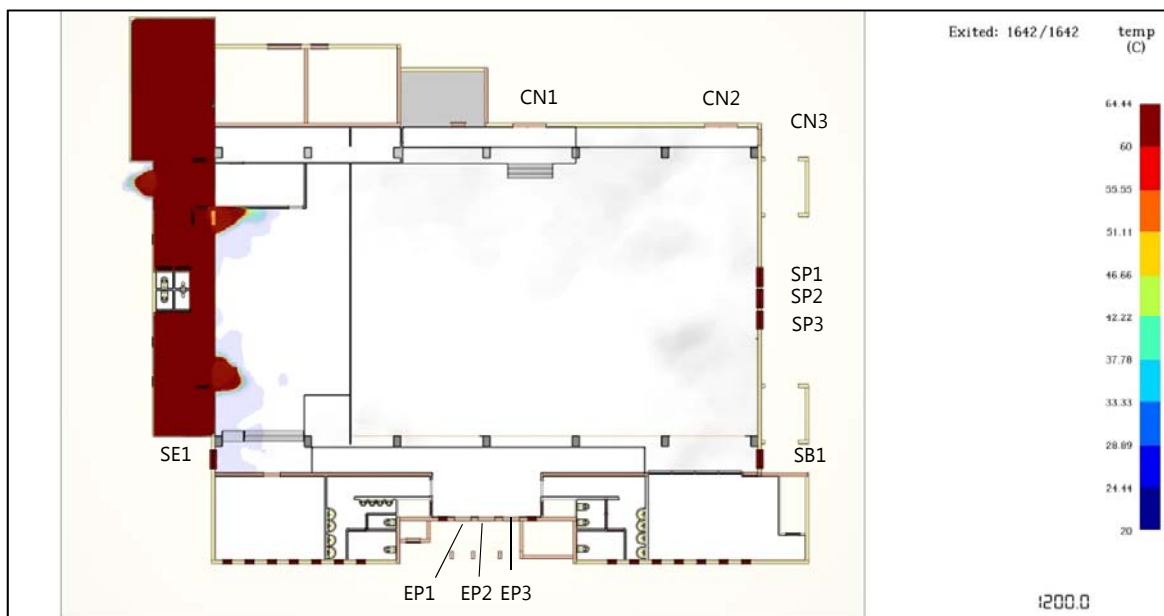 Exited: 1642/1642
temp
(C)
CN1
CN2
CN3
SP1
SP2
SP3
SE1
SB1
EP1
EP2
EP3
64.44
60
55.55
51.11
46.66
42.22
37.78
33.33
28.89
24.44
20
1200.0